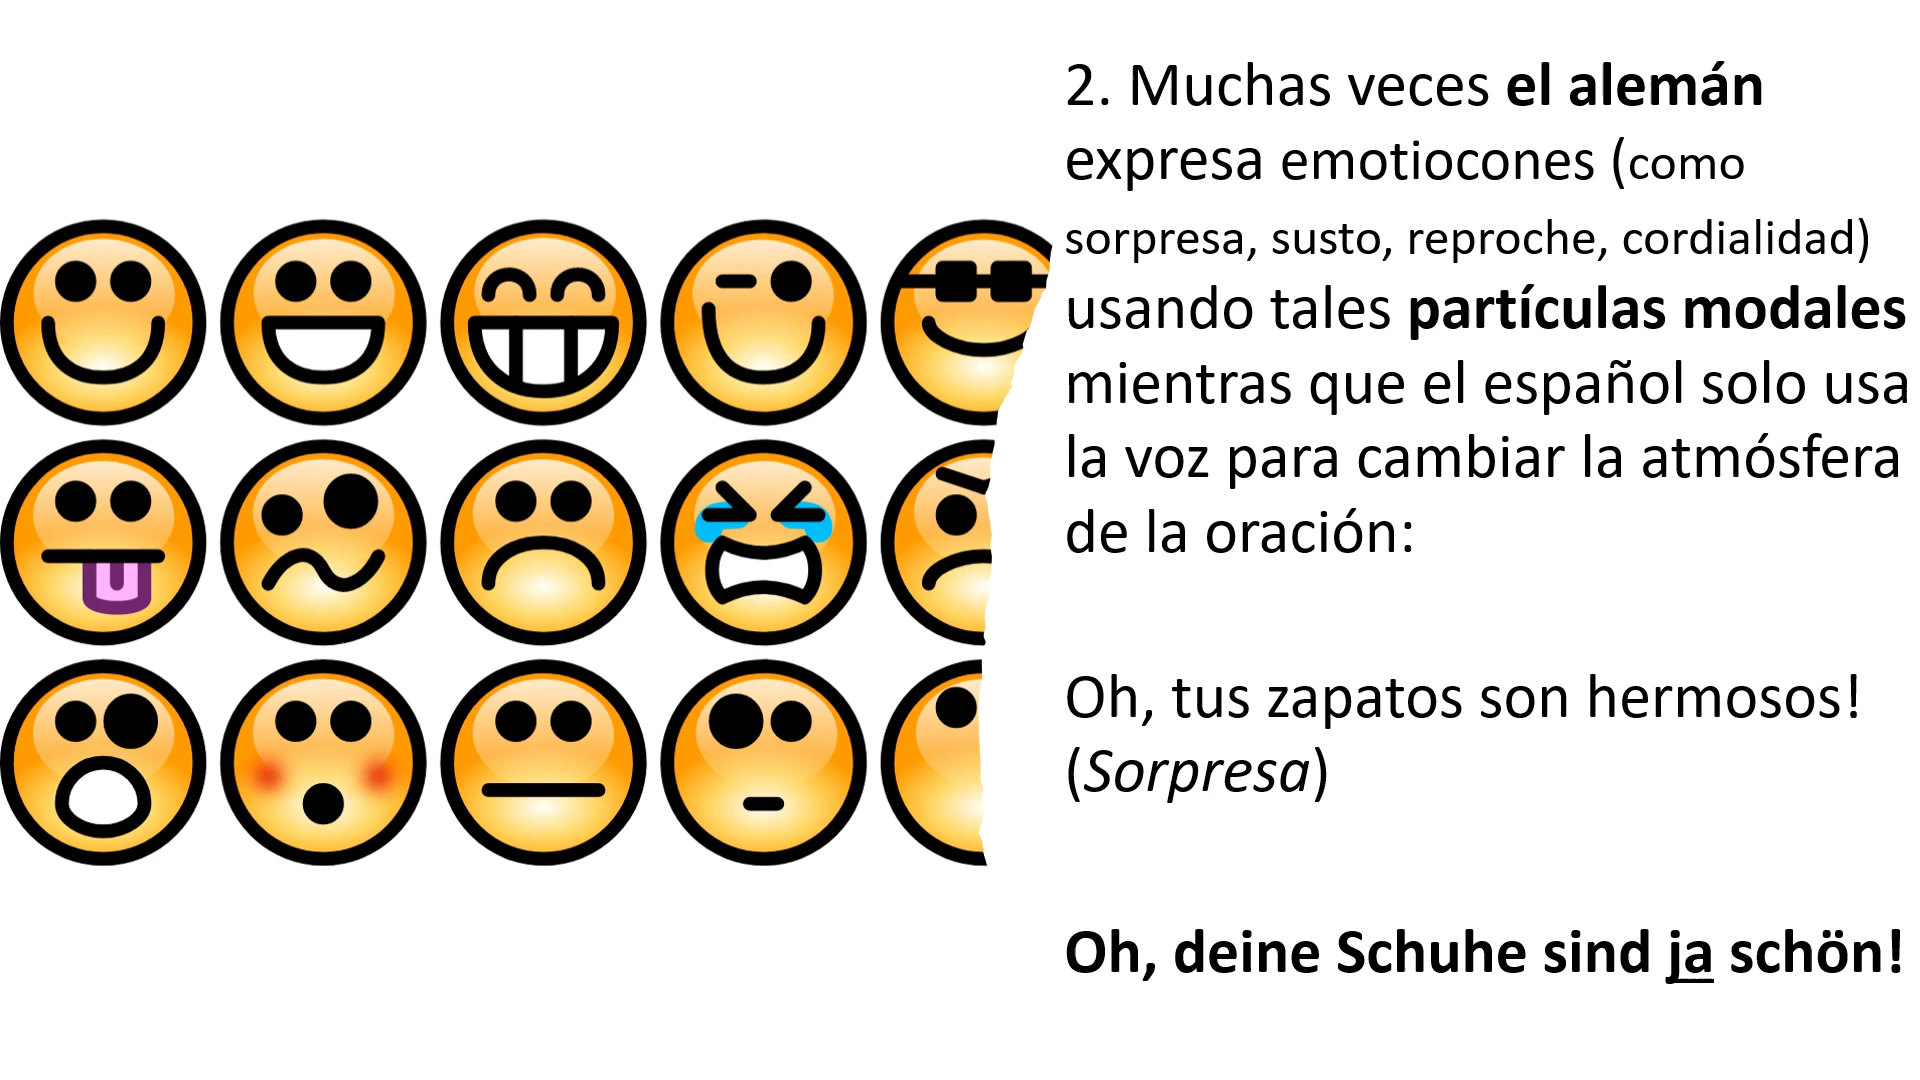 2. Muchas veces el alemán
expresa emotiocones (como
sorpresa, susto, reproche, cordialidad)
usando tales partículas modales
mientras que el español solo usa
la voz para cambiar la atmósfera
de la oración:
Oh, tus zapatos son hermosos!
(Sorpresa)
Oh, deine Schuhe sind ja schön!